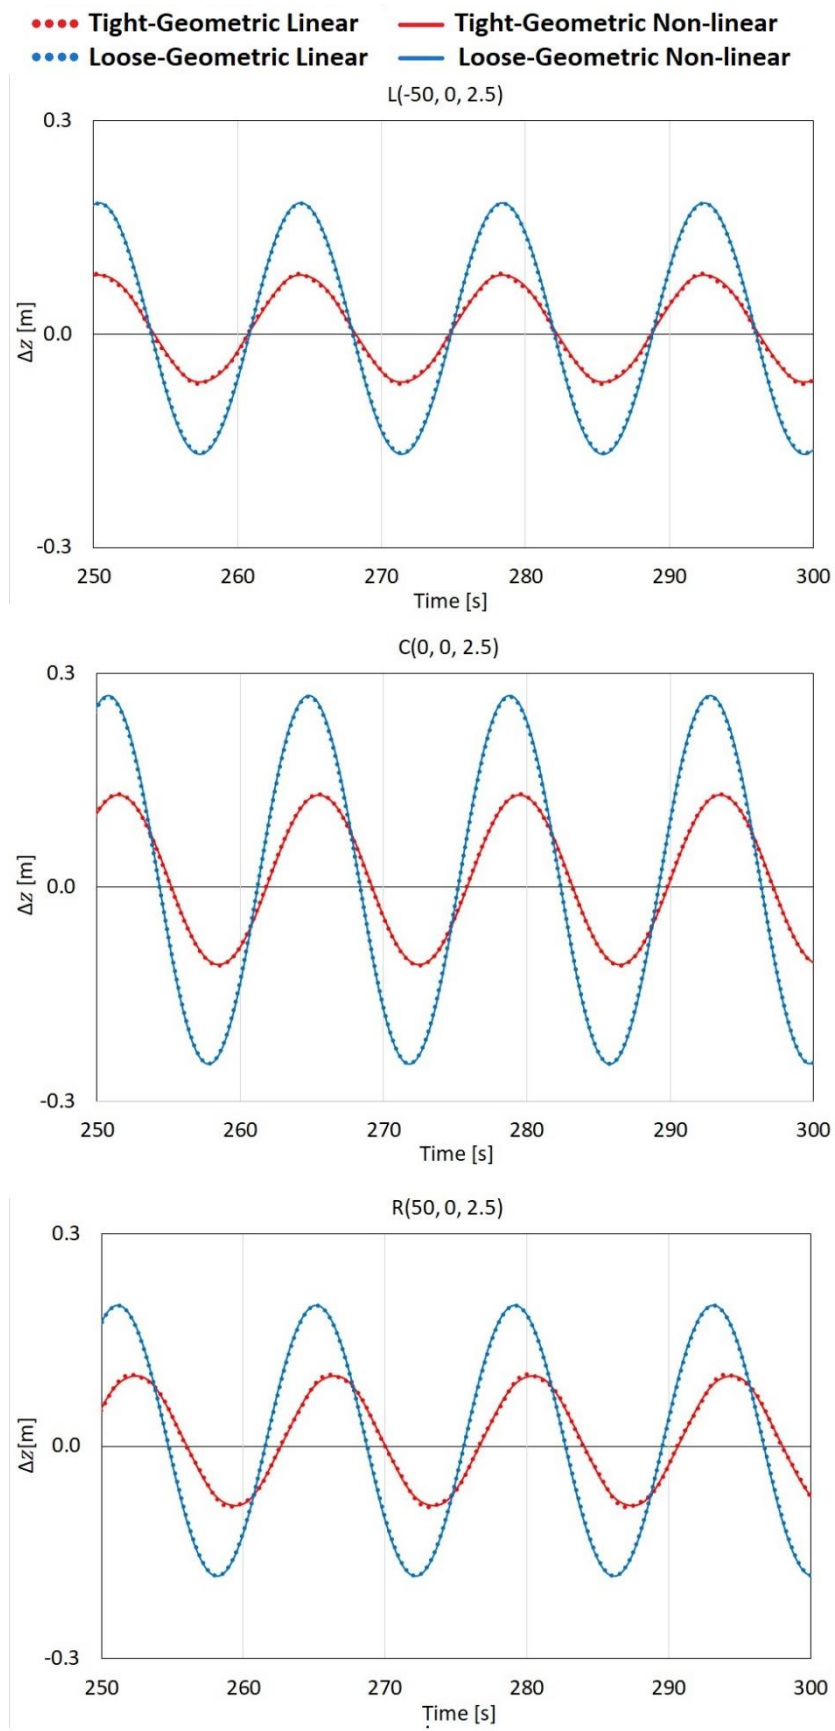 Tight-Geometric Linear Tight-Geometric Non-linear
Loose-Geometric Linear Loose-Geometric Non-linear
L(-50, 0, 2.5)
0.3
Δz [m]
0.0
-0.3
250 260 270 280 290 300
Time [s]
C(0, 0, 2.5)
0.3
Δz [m]
0.0
-0.3
250 260 270 280 290 300
Time [s]
R(50, 0, 2.5)
0.3
Δz[m]
0.0
-0.3
250 260 270 280 290 300
Time [s]